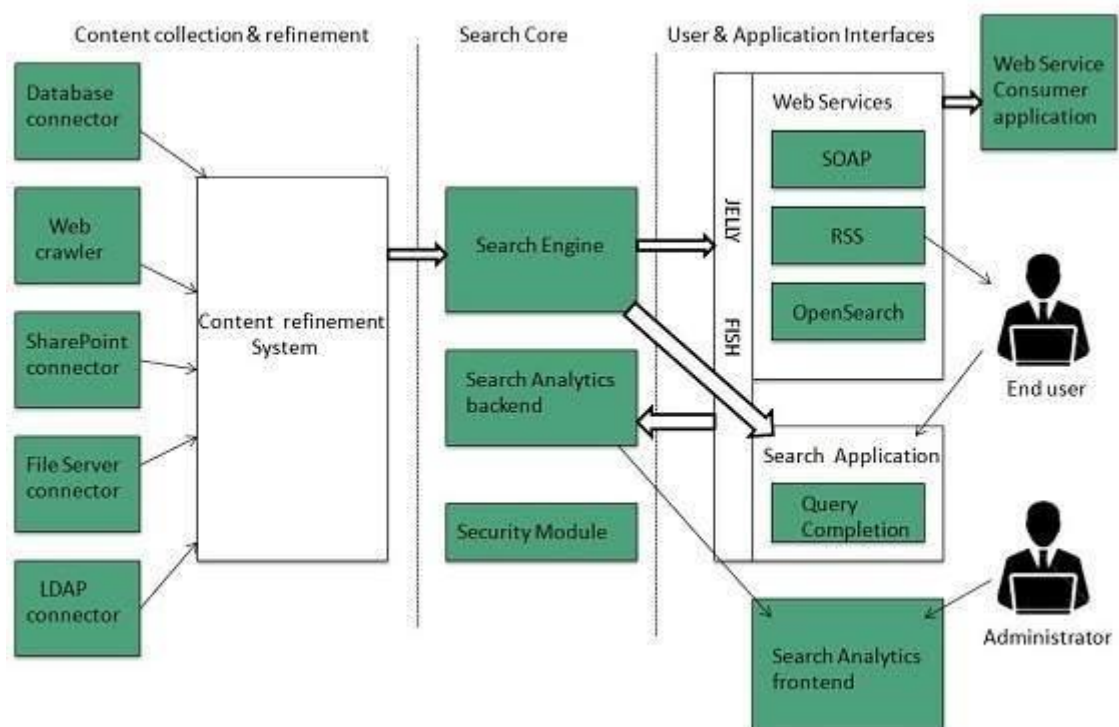 Content collection & refinement
Search Core
User & Application Interfaces
Database
connector
Web
crawler
SharePoint
connector
File Server
connector
LDAP
connector
Content refinement
System
Search Engine
Search Analytics
backend
Security Module
JELLY
FISH
Web Services
SOAP
RSS
OpenSearch
Search Application
Query
Completion
Search Analytics
frontend
Web Service
Consumer
application
End user
Administrator